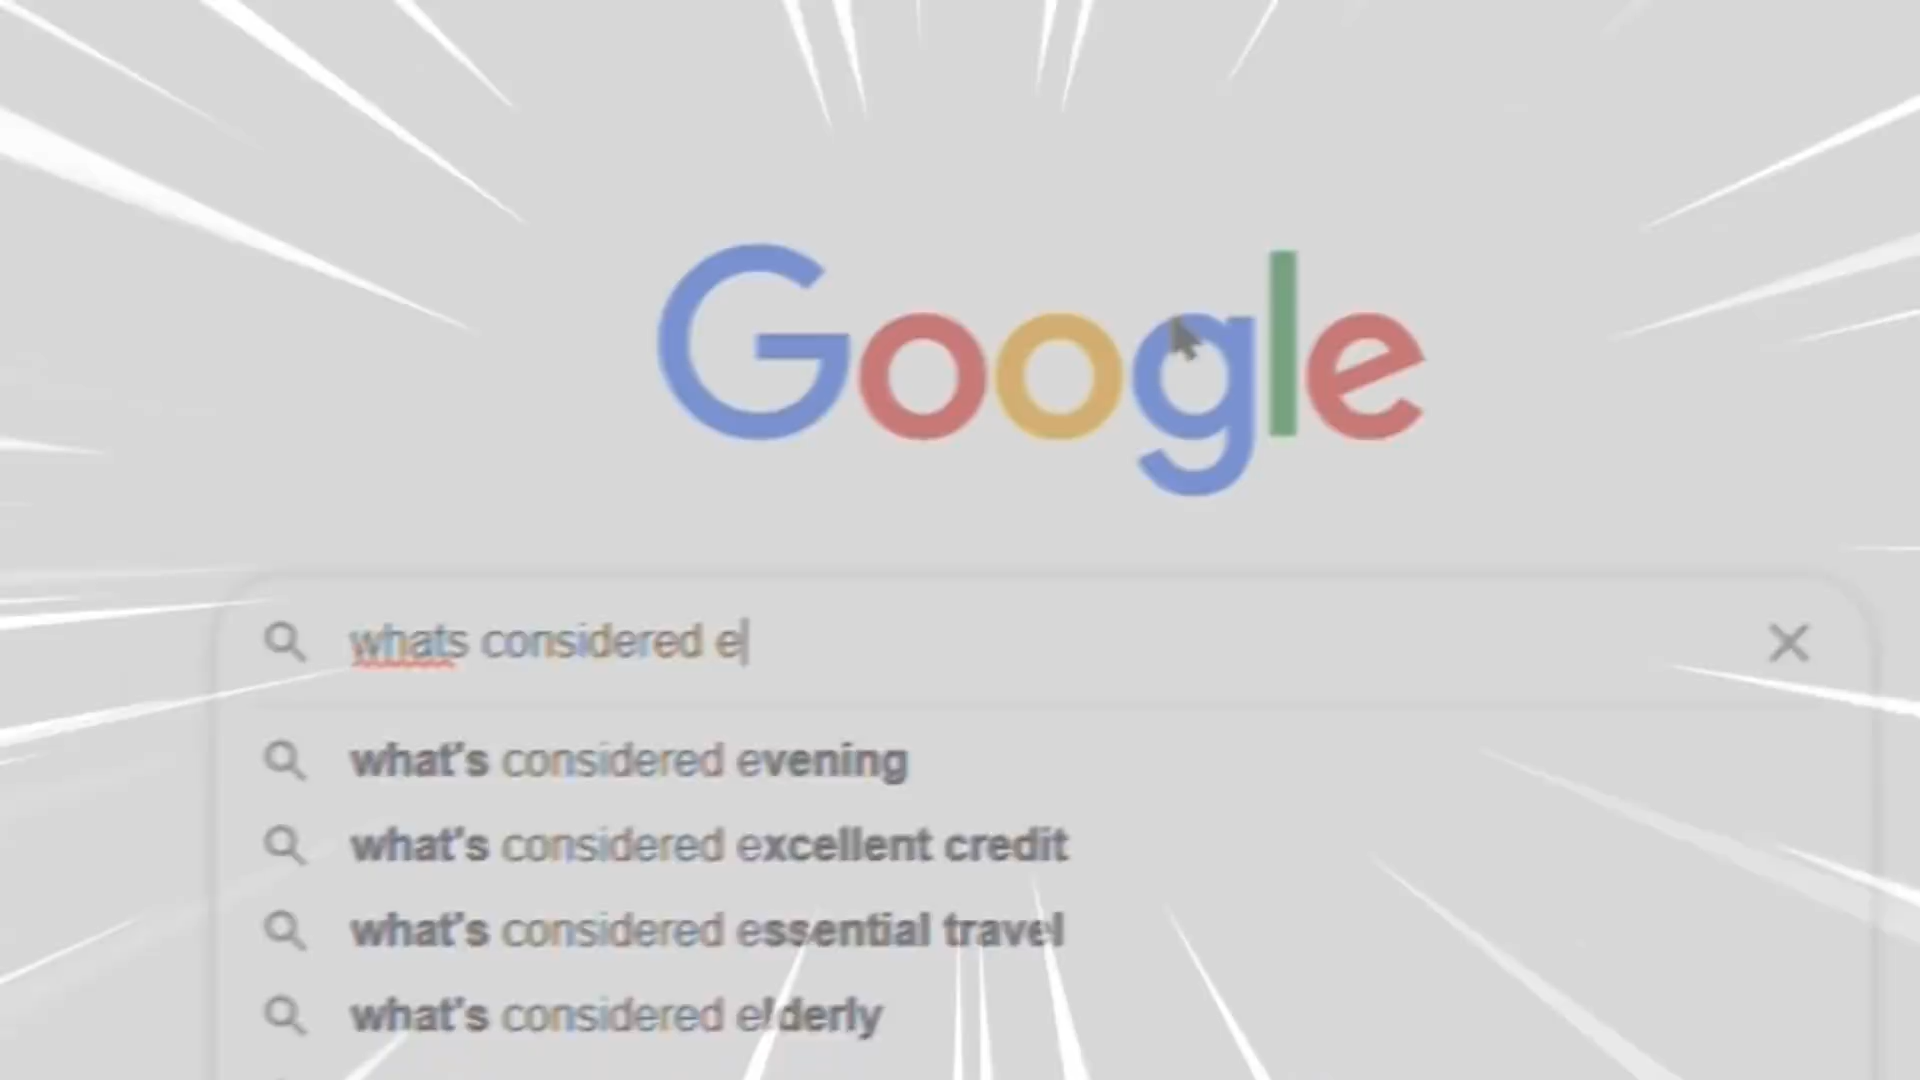 Google
whats considered e
what's considered evening
what's considered excellent credit
what's considered essential travel
what's considered elderly